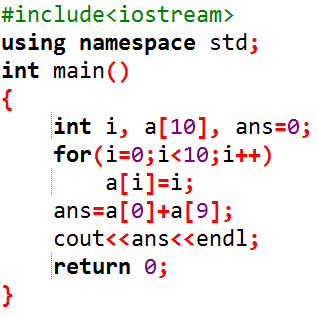 #include<iostream>
using namespace std;
int main()
{
    int i, a[10], ans=0;
    for(i=0;i<10;i++)
        a[i]=i;
    ans=a[0]+a[9];
    cout<<ans<<endl;
    return 0;
}